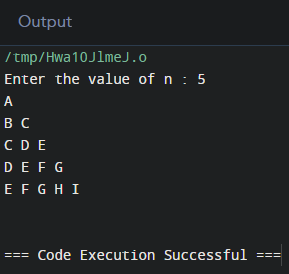 Output
/tmp/Hwa10JlmeJ.o
Enter the value of n : 5
A
B C
C D E
D E F G
E F G H I
=== Code Execution Successful ===